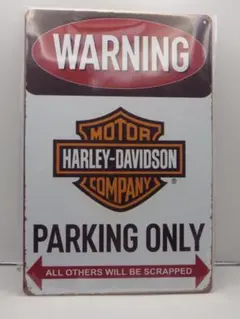 WARNING
MOTOR
HARLEY-DAVIDSON
COMPANY ®
PARKING ONLY
ALL OTHERS WILL BE SCRAPPED